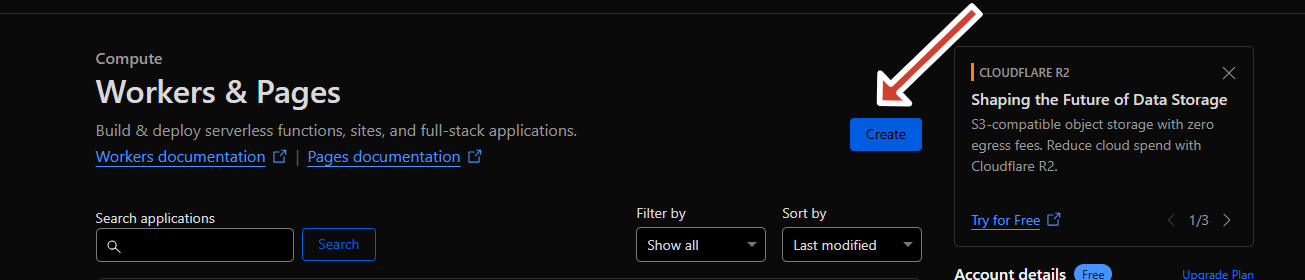 Compute
Workers & Pages
Build & deploy serverless functions, sites, and full-stack applications.
Workers documentation | Pages documentation
Create
Search applications
Search
Filter by
Show all
Sort by
Last modified
CLOUDFLARE R2
Shaping the Future of Data Storage
S3-compatible object storage with zero
egress fees. Reduce cloud spend with
Cloudflare R2.
Try for Free
1/3
Account details Free Upgrade Plan